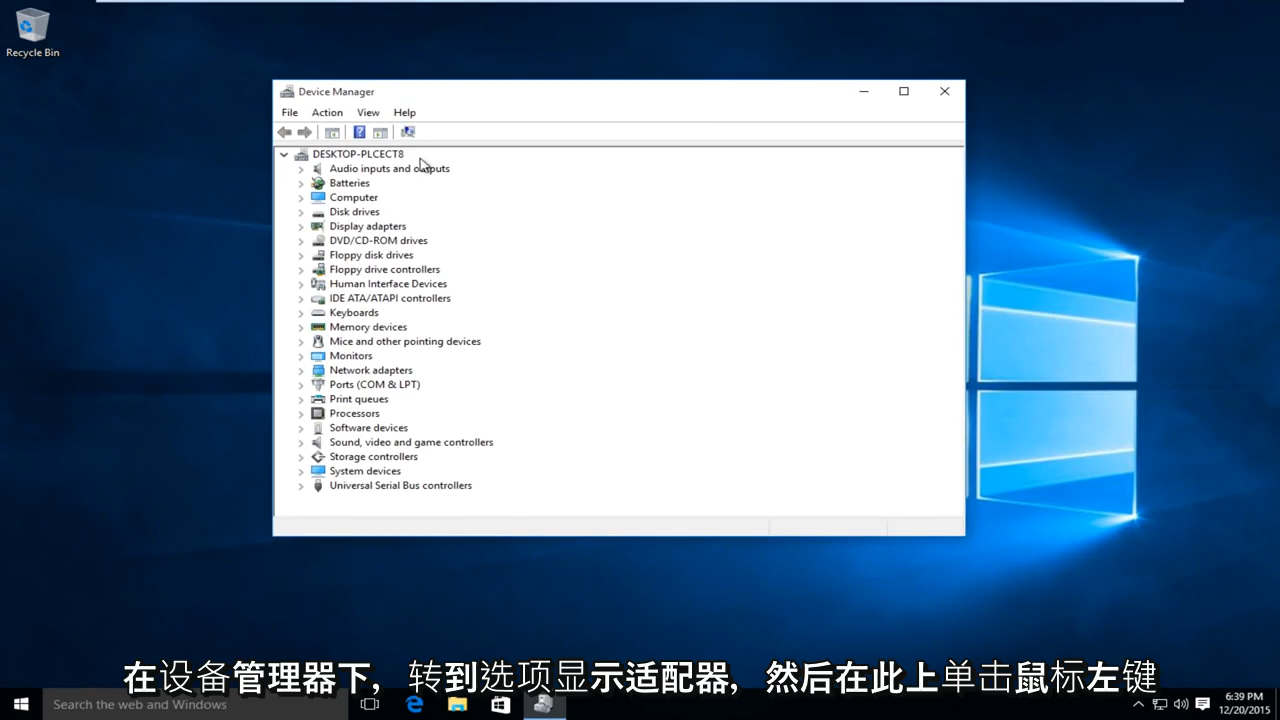 Recycle Bin
Device Manager
File Action View Help
DESKTOP-PLCECT8
Audio inputs and outputs
Batteries
Computer
Disk drives
Display adapters
DVD/CD-ROM drives
Floppy disk drives
Floppy drive controllers
Human Interface Devices
IDE ATA/ATAPI controllers
Keyboards
Memory devices
Mice and other pointing devices
Monitors
Network adapters
Ports (COM & LPT)
Print queues
Processors
Software devices
Sound, video and game controllers
Storage controllers
System devices
Universal Serial Bus controllers
在设备管理器下,转到选项显示适配器,然后在此上单击鼠标左键
Search the web and Windows
6:39 PM
12/20/2015